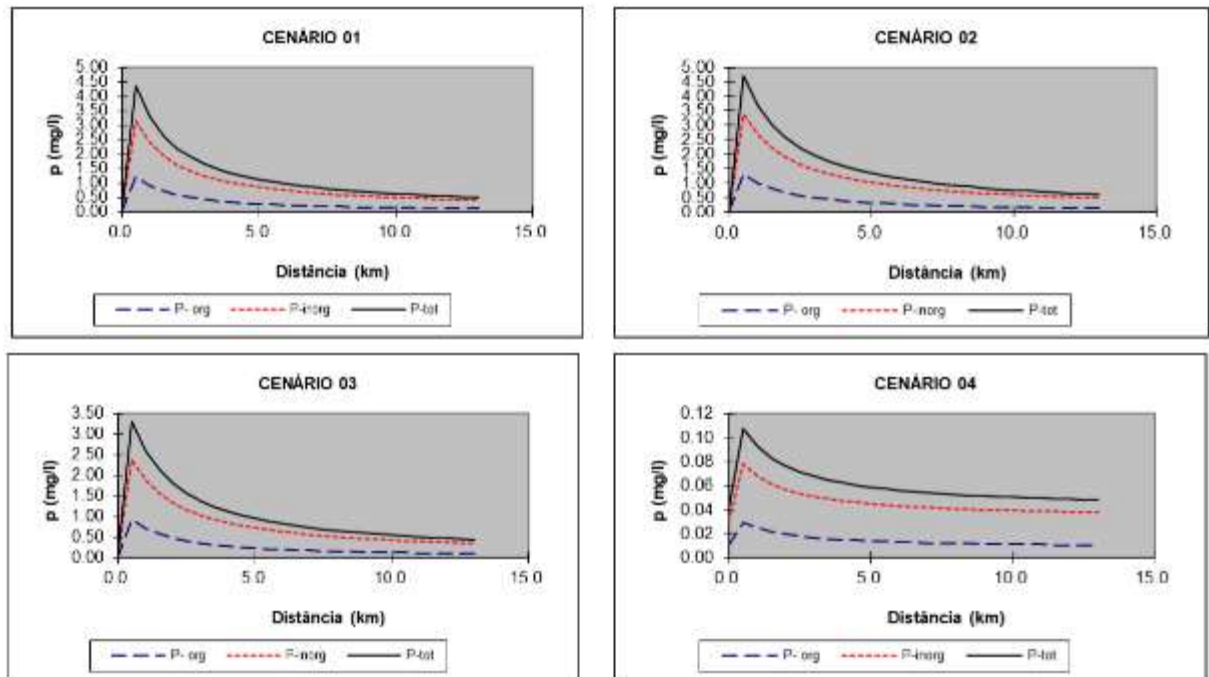 CENÁRIO 01
p (mg/l)
5.00
4.50
4.00
3.50
3.00
2.50
2.00
1.50
1.00
0.50
0.00
0.0 5.0 10.0 15.0
Distância (km)
P- org P-inorg P-tot
CENÁRIO 02
p (mg/l)
5.00
4.50
4.00
3.50
3.00
2.50
2.00
1.50
1.00
0.50
0.00
0.0 5.0 10.0 15.0
Distância (km)
P- org P-inorg P-tot
CENÁRIO 03
p (mg/l)
3.50
3.00
2.50
2.00
1.50
1.00
0.50
0.00
0.0 5.0 10.0 15.0
Distância (km)
P- org P-inorg P-tot
CENÁRIO 04
p (mg/l)
0.12
0.10
0.08
0.06
0.04
0.02
0.00
0.0 5.0 10.0 15.0
Distância (km)
P- org P-inorg P-tot